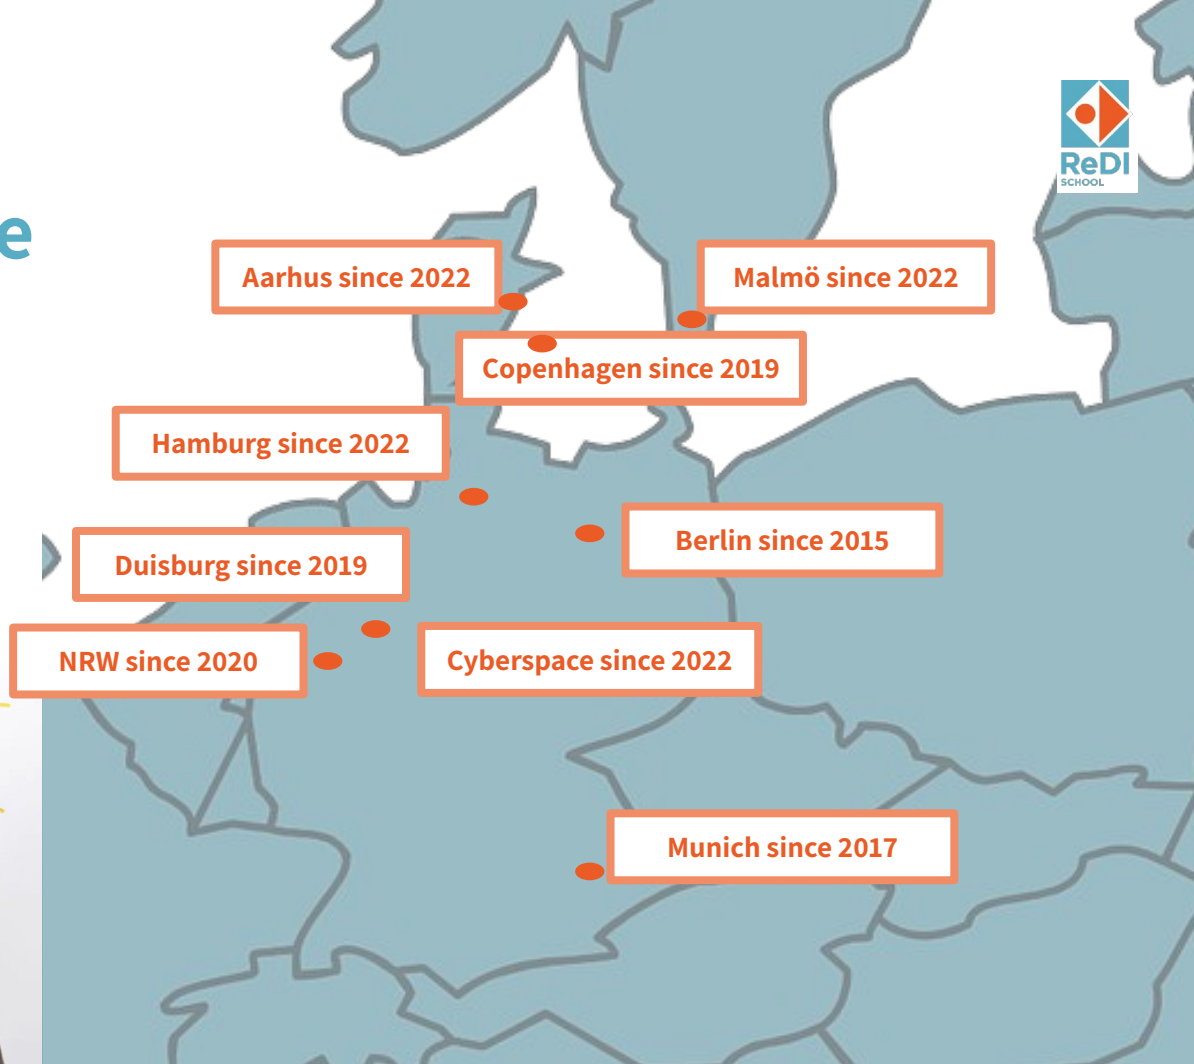 ReDI
SCHOOL
e
Aarhus since 2022
Malmö since 2022
Copenhagen since 2019
Hamburg since 2022
Berlin since 2015
Duisburg since 2019
NRW since 2020
Cyberspace since 2022
Munich since 2017